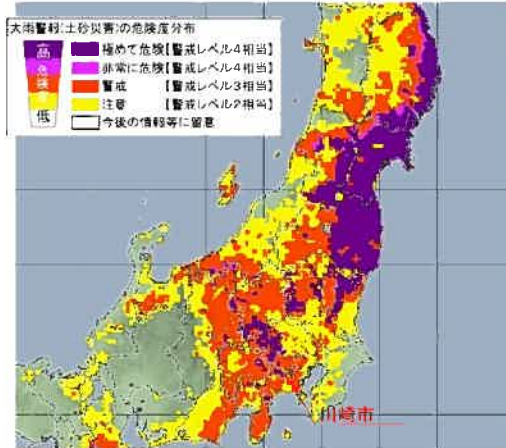 大雨警報(土砂災害)の危険度分布
高
危険度
低
極めて危険【警戒レベル4相当】
非常に危険【警戒レベル4相当】
警戒 【警戒レベル3相当】
注意 【警戒レベル2相当】
今後の情報等に留意
川崎市